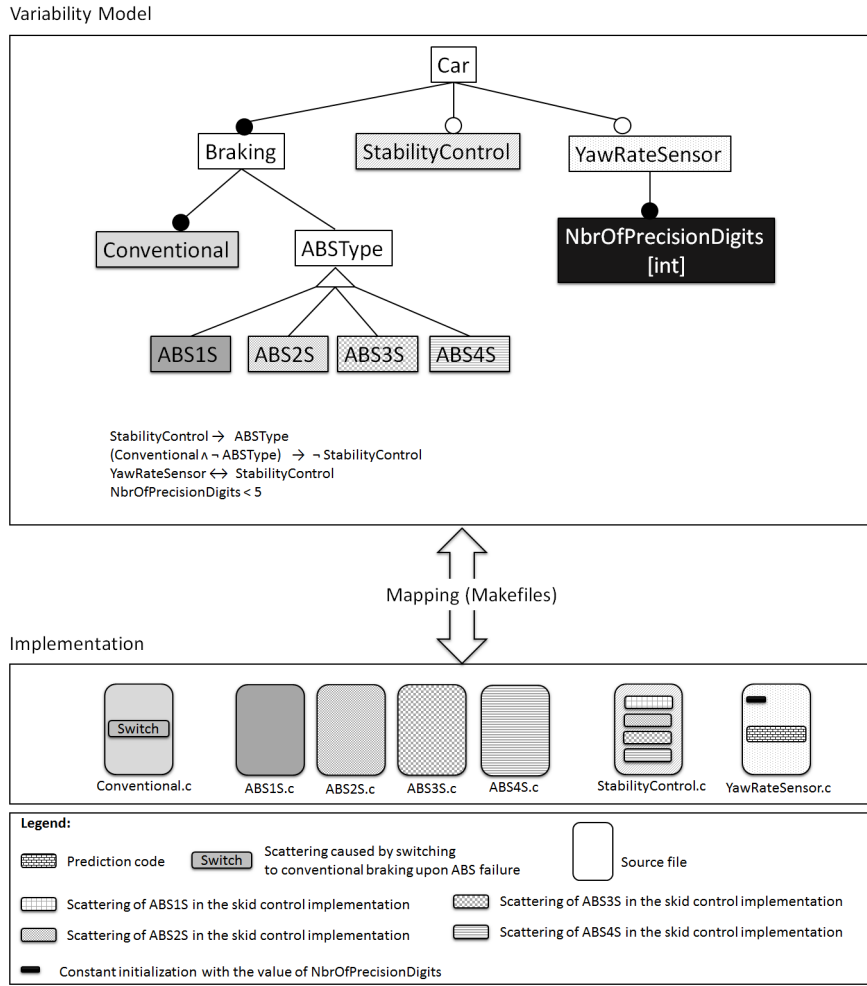 Variability Model
Car
Braking
StabilityControl
YawRateSensor
Conventional
ABSType
NbrOfPrecisionDigits
[int]
ABS1S
ABS2S
ABS3S
ABS4S
StabilityControl → ABSType
(Conventional ∧ ¬ ABSType) → ¬ StabilityControl
YawRateSensor ↔ StabilityControl
NbrOfPrecisionDigits < 5
Mapping (Makefiles)
Implementation
Switch
Conventional.c
ABS1S.c
ABS2S.c
ABS3S.c
ABS4S.c
StabilityControl.c
YawRateSensor.c
Legend:
Prediction code
Switch
Scattering caused by switching
to conventional braking upon ABS failure
Source file
Scattering of ABS1S in the skid control implementation
Scattering of ABS3S in the skid control implementation
Scattering of ABS2S in the skid control implementation
Scattering of ABS4S in the skid control implementation
Constant initialization with the value of NbrOfPrecisionDigits